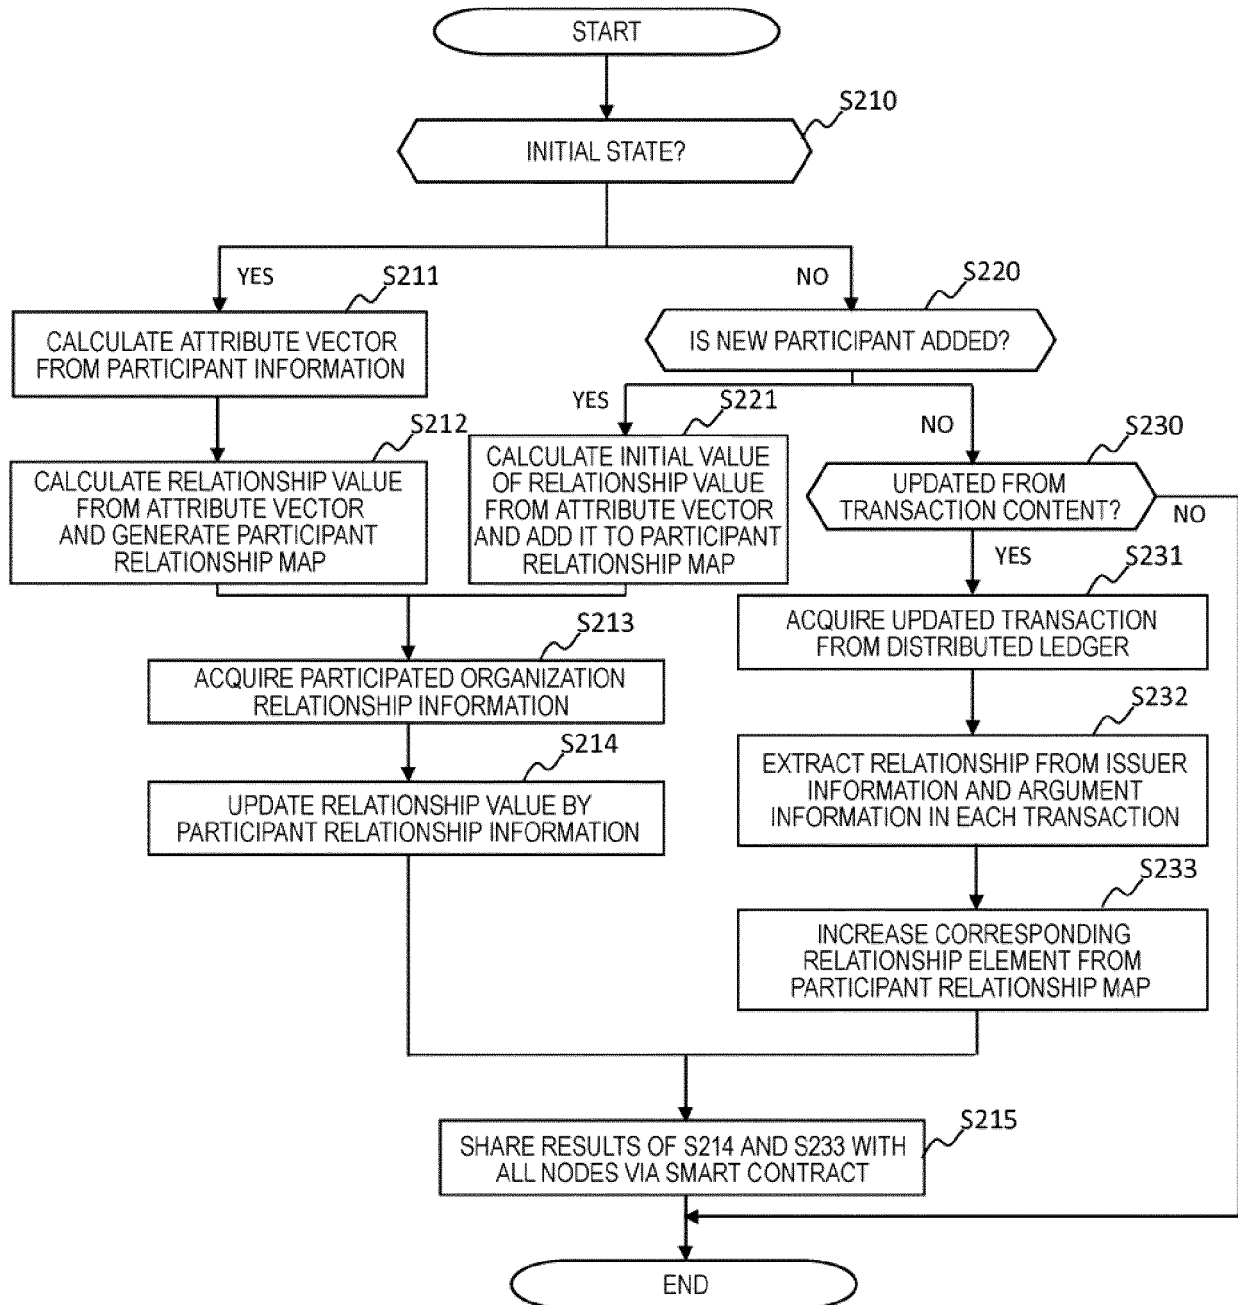 START
S210
INITIAL STATE?
YES
NO
S211
S220
CALCULATE ATTRIBUTE VECTOR
FROM PARTICIPANT INFORMATION
IS NEW PARTICIPANT ADDED?
YES
S221
NO
S230
S212
CALCULATE RELATIONSHIP VALUE
FROM ATTRIBUTE VECTOR
AND GENERATE PARTICIPANT
RELATIONSHIP MAP
CALCULATE INITIAL VALUE
OF RELATIONSHIP VALUE
FROM ATTRIBUTE VECTOR
AND ADD IT TO PARTICIPANT
RELATIONSHIP MAP
UPDATED FROM
TRANSACTION CONTENT?
NO
YES
S231
ACQUIRE UPDATED TRANSACTION
FROM DISTRIBUTED LEDGER
S213
ACQUIRE PARTICIPATED ORGANIZATION
RELATIONSHIP INFORMATION
S232
EXTRACT RELATIONSHIP FROM ISSUER
INFORMATION AND ARGUMENT
INFORMATION IN EACH TRANSACTION
S214
UPDATE RELATIONSHIP VALUE BY
PARTICIPANT RELATIONSHIP INFORMATION
S233
INCREASE CORRESPONDING
RELATIONSHIP ELEMENT FROM
PARTICIPANT RELATIONSHIP MAP
S215
SHARE RESULTS OF S214 AND S233 WITH
ALL NODES VIA SMART CONTRACT
END